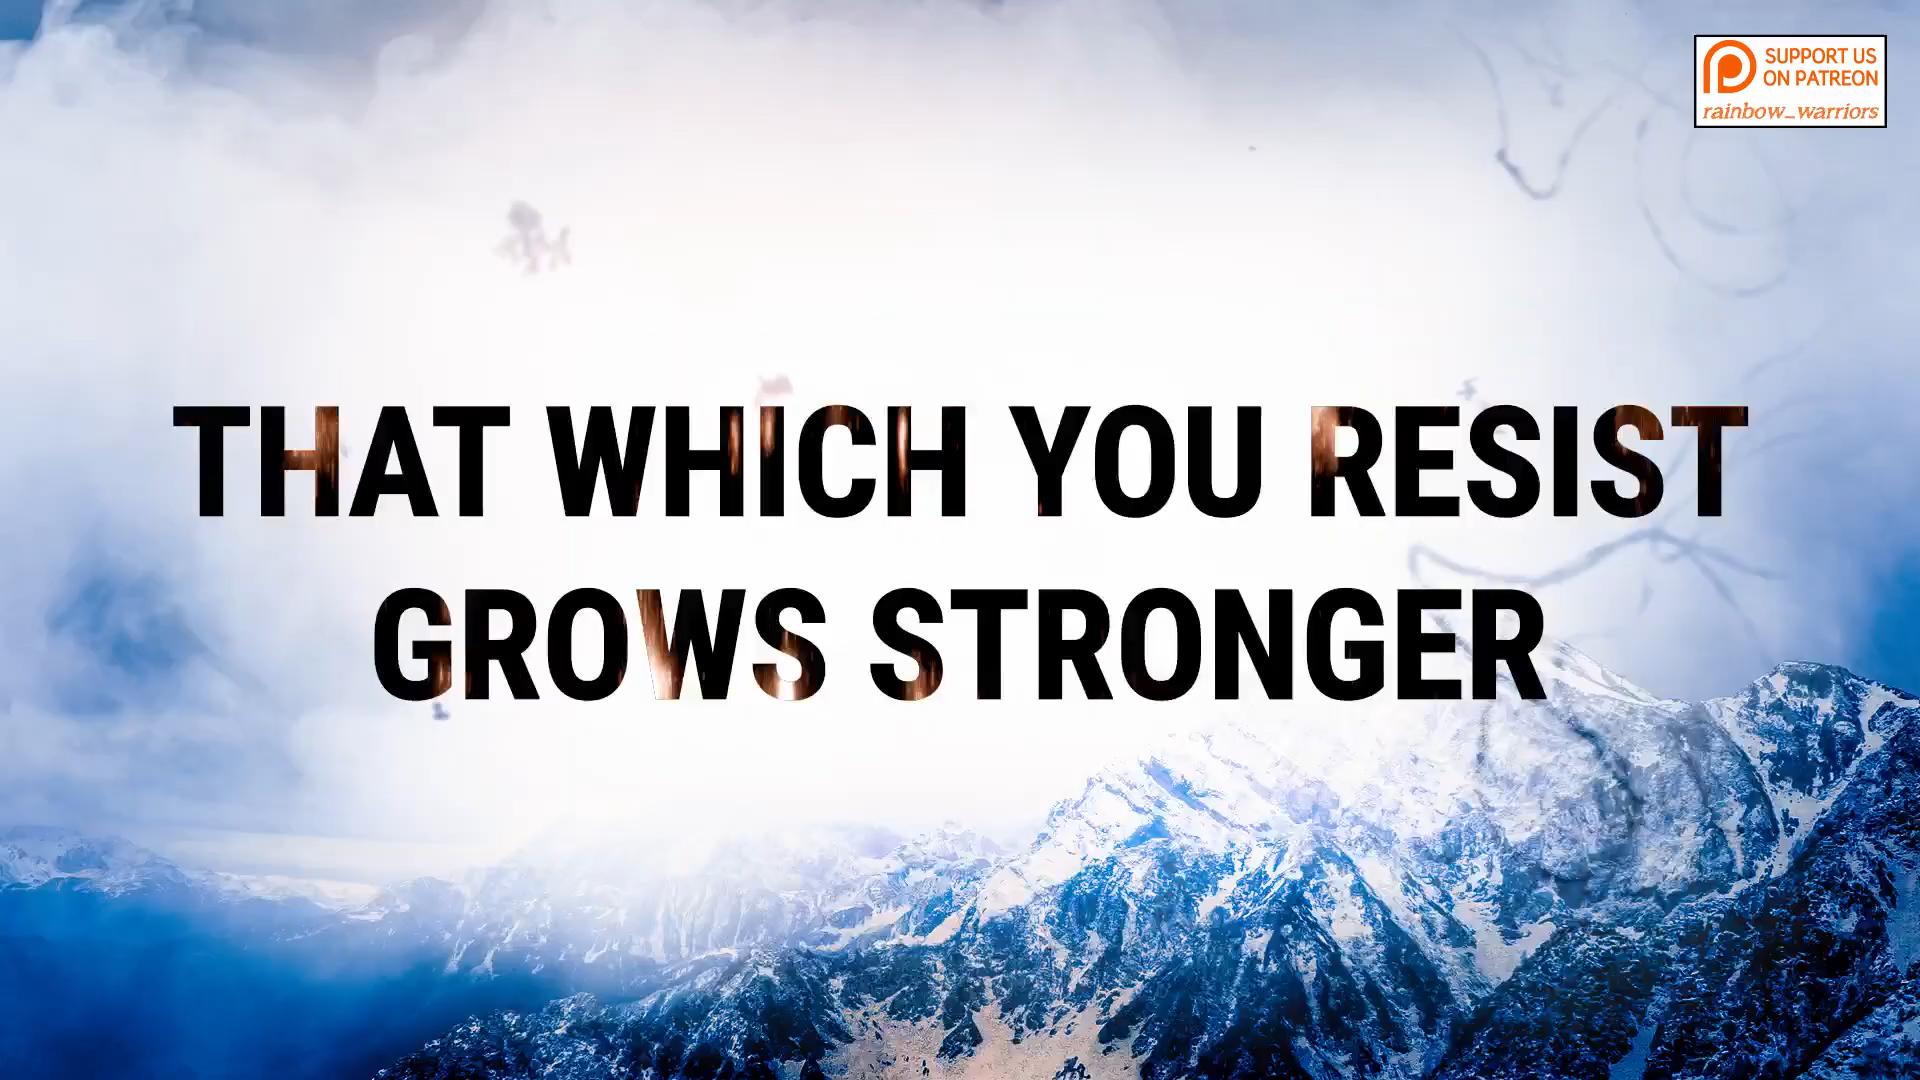 SUPPORT US
ON PATREON
rainbow_warriors
THAT WHICH YOU RESIST
GROWS STRONGER